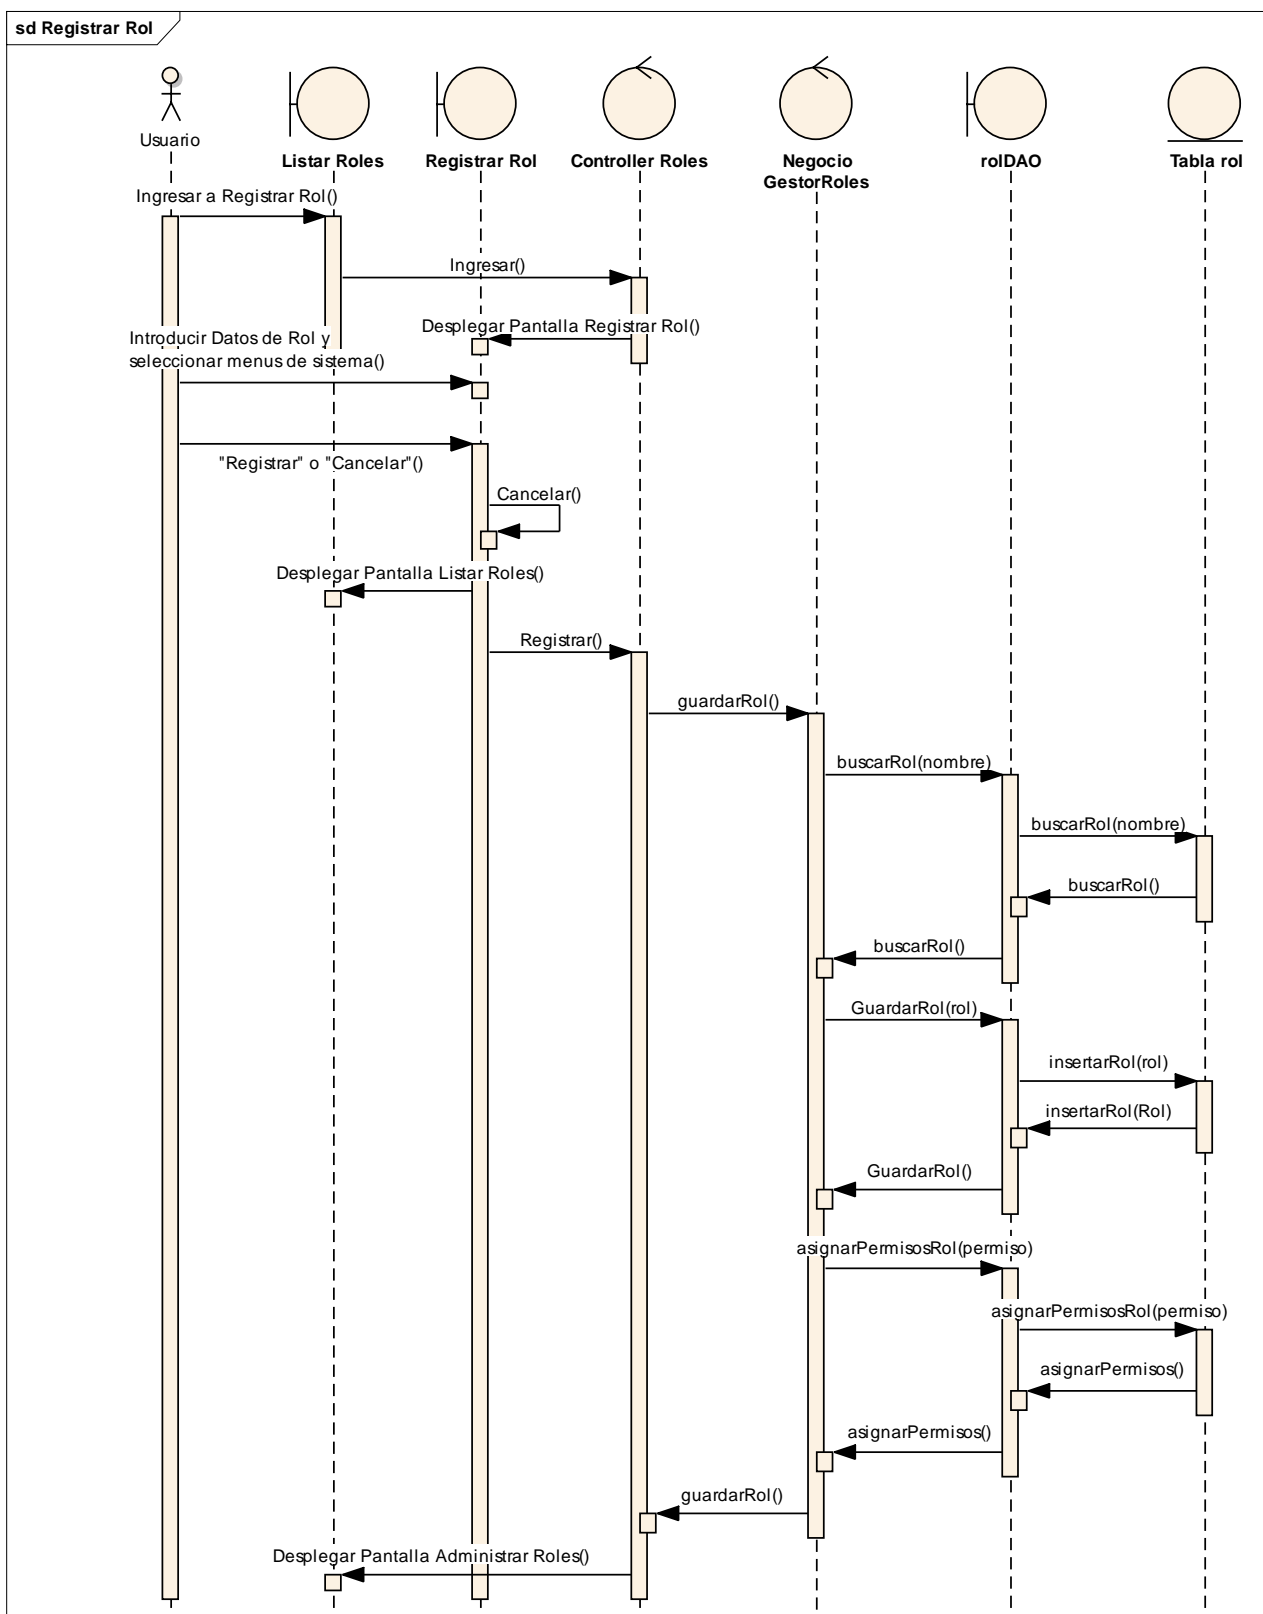 sd Registrar Rol
Usuario
Listar Roles
Registrar Rol
Controller Roles
Negocio
GestorRoles
rolDAO
Tabla rol
Ingresar a Registrar Rol()
Ingresar()
Desplegar Pantalla Registrar Rol()
Introducir Datos de Rol y
seleccionar menus de sistema()
"Registrar" o "Cancelar"()
Cancelar()
Desplegar Pantalla Listar Roles()
Registrar()
guardarRol()
buscarRol(nombre)
buscarRol(nombre)
buscarRol()
buscarRol()
GuardarRol(rol)
insertarRol(rol)
insertarRol(Rol)
GuardarRol()
asignarPermisosRol(permiso)
asignarPermisosRol(permiso)
asignarPermisos()
asignarPermisos()
guardarRol()
Desplegar Pantalla Administrar Roles()